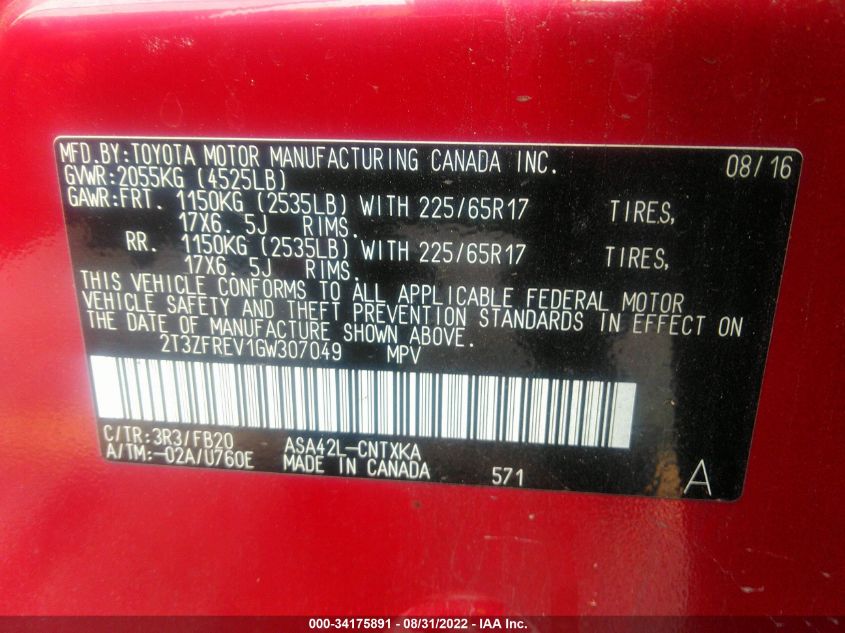 MFD.BY:TOYOTA MOTOR MANUFACTURING CANADA INC. 08/16
GVWR:2055KG (4525LB)
GAWR:FRT. 1150KG (2535LB) WITH 225/65R17 TIRES,
17X6. 5J RIMS.
RR. 1150KG (2535LB) WITH 225/65R17 TIRES,
17X6. 5J RIMS.
THIS VEHICLE CONFORMS TO ALL APPLICABLE FEDERAL MOTOR
VEHICLE SAFETY AND THEFT PREVENTION STANDARDS IN EFFECT ON
THE DATE OF MANUFACTURE SHOWN ABOVE.
2T3ZFREV1GW307049 MPV
C/TR:3R3/FB20 ASA42L-CNTXKA
A/TM:-02A/U760E MADE IN CANADA 571 A
000-34175891 - 08/31/2022 - IAA Inc.